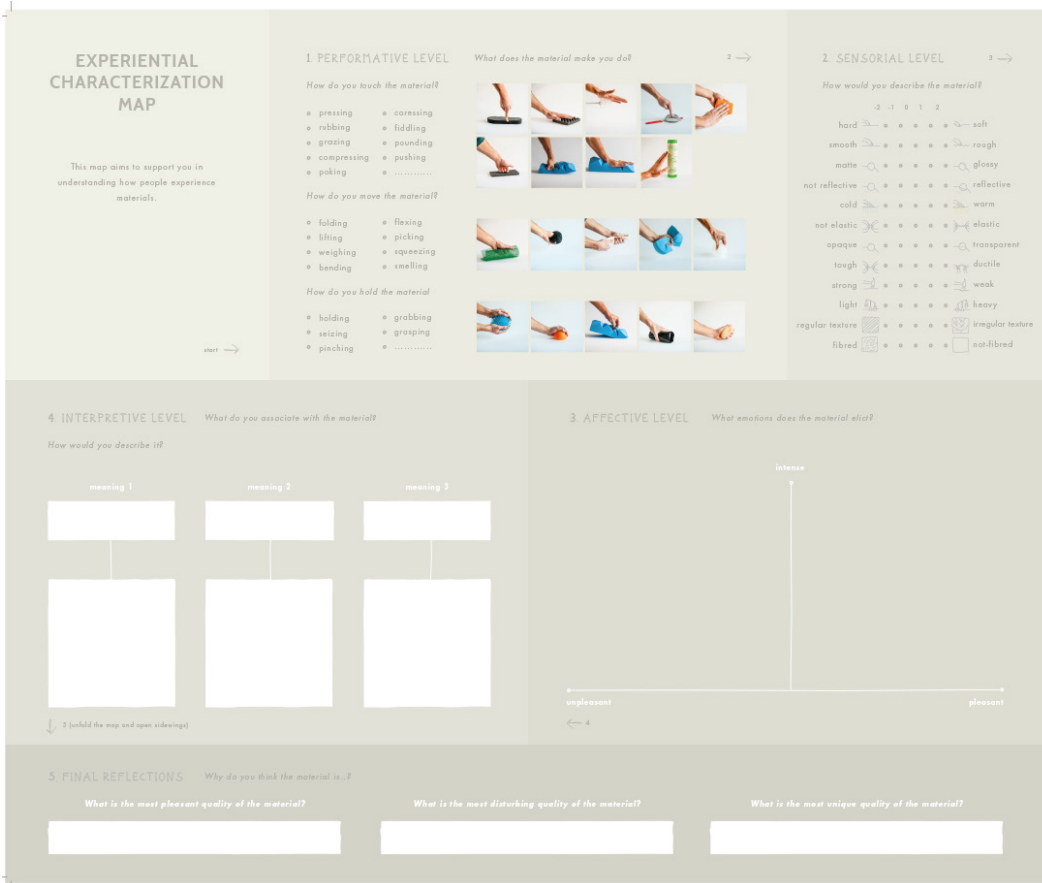 EXPERIENTIAL
CHARACTERIZATION
MAP
This map aims to support you in
understanding how people experience
materials.
start
1. PERFORMATIVE LEVEL
What does the material make you do?
2
How do you touch the material?
pressing
caressing
rubbing
fiddling
grazing
pounding
compressing
pushing
poking
............
How do you move the material?
folding
flexing
lifting
picking
weighing
squeezing
bending
smelling
How do you hold the material
holding
grabbing
seizing
grasping
pinching
............
2. SENSORIAL LEVEL
3
How would you describe the material?
-2 -1 0 1 2
hard soft
smooth rough
matte glossy
not reflective reflective
cold warm
not elastic elastic
opaque transparent
tough ductile
strong weak
light heavy
regular texture irregular texture
fibred not-fibred
4. INTERPRETIVE LEVEL
What do you associate with the material?
How would you describe it?
meaning 1
meaning 2
meaning 3
5 (unfold the map and open sidewings)
3. AFFECTIVE LEVEL
What emotions does the material elict?
intense
unpleasant
pleasant
4
5. FINAL REFLECTIONS
Why do you think the material is..?
What is the most pleasant quality of the material?
What is the most disturbing quality of the material?
What is the most unique quality of the material?